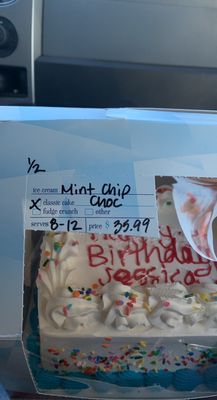 1/2
ice cream Mint Chip
X classic cake Choc
fudge crunch other
serves 8-12 price $ 35.99
Birthday
Jessica